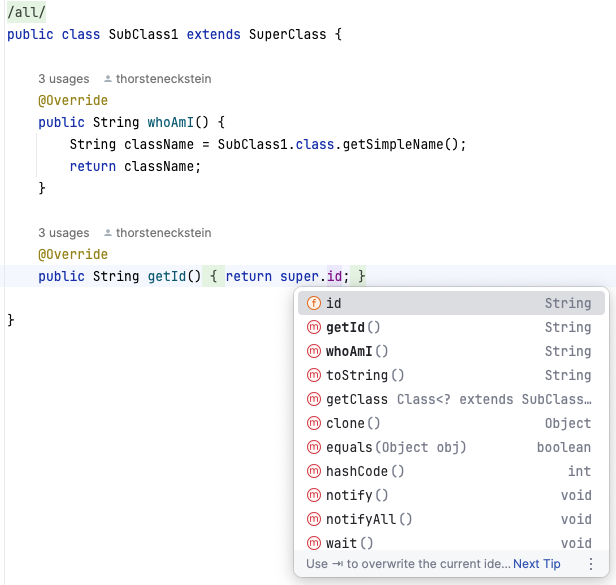 /all/
public class SubClass1 extends SuperClass {
3 usages thorsteneckstein
@Override
public String whoAmI() {
String className = SubClass1.class.getSimpleName();
return className;
}
3 usages thorsteneckstein
@Override
public String getId() { return super.id; }
}
id String
getId() String
whoAmI() String
toString() String
getClass Class<? extends SubClass…
clone() Object
equals(Object obj) boolean
hashCode() int
notify() void
notifyAll() void
wait() void
Use ⇥ to overwrite the current ide… Next Tip